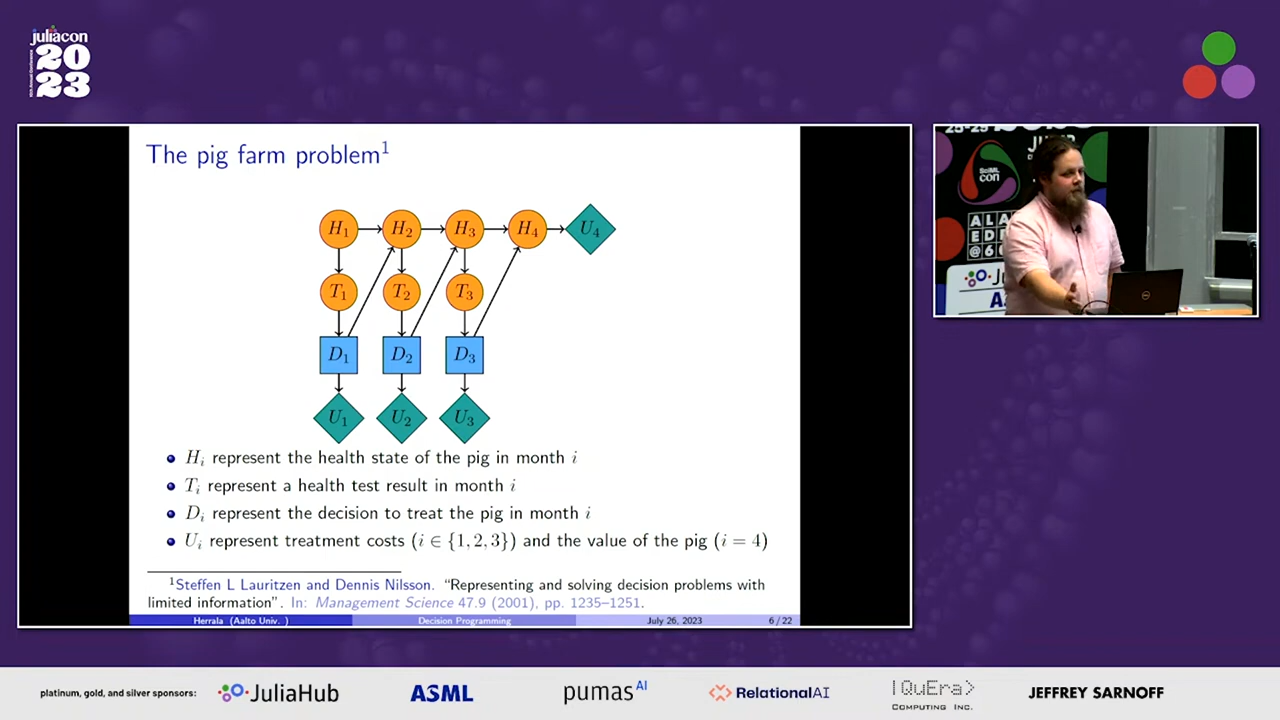 juliacon
20
23
The pig farm problem¹
H₁ H₂ H₃ H₄ U₄
T₁ T₂ T₃
D₁ D₂ D₃
U₁ U₂ U₃
Hᵢ represent the health state of the pig in month i
Tᵢ represent a health test result in month i
Dᵢ represent the decision to treat the pig in month i
Uᵢ represent treatment costs (i ∈ {1, 2, 3}) and the value of the pig (i = 4)
¹Steffen L Lauritzen and Dennis Nilsson. “Representing and solving decision problems with
limited information”. In: Management Science 47.9 (2001), pp. 1235–1251.
Herrala (Aalto Univ. ) Decision Programming July 26, 2023 6 / 22
25-29
SciML
con
platinum, gold, and silver sponsors: JuliaHub ASML pumas AI RelationalAI |QuEra> COMPUTING INC. JEFFREY SARNOFF